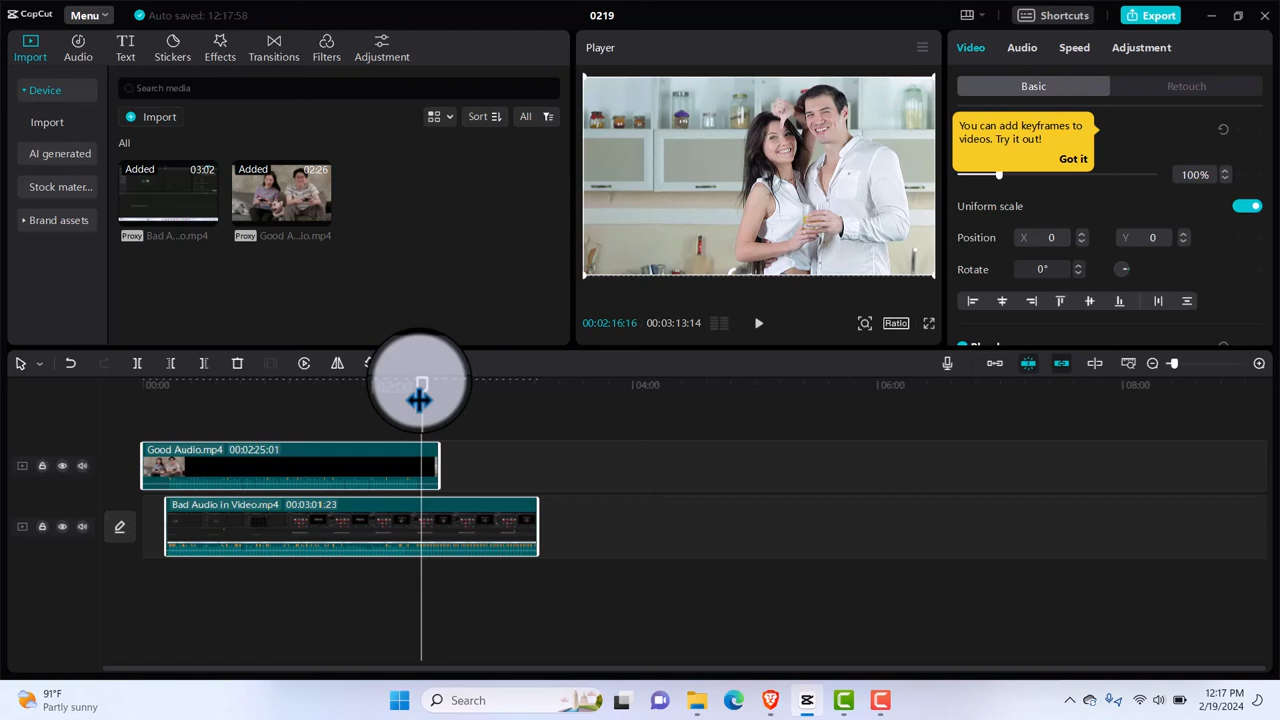 CapCut
Menu
Auto saved: 12:17:58
0219
Shortcuts
Export
Import
Audio
Text
Stickers
Effects
Transitions
Filters
Adjustment
Device
Import
AI generated
Stock mater...
Brand assets
Search media
Import
Sort
All
All
Added
03:02
Added
02:26
Proxy Bad A...o.mp4
Proxy Good A...io.mp4
Player
00:02:16:16
00:03:13:14
Ratio
Video
Audio
Speed
Adjustment
Basic
Retouch
You can add keyframes to
videos. Try it out!
Got it
100%
Uniform scale
Position X 0 Y 0
Rotate 0°
00:00
04:00
06:00
08:00
Good Audio.mp4 00:02:25:01
Bad Audio in Video.mp4 00:03:01:23
91°F
Partly sunny
Search
12:17 PM
2/19/2024